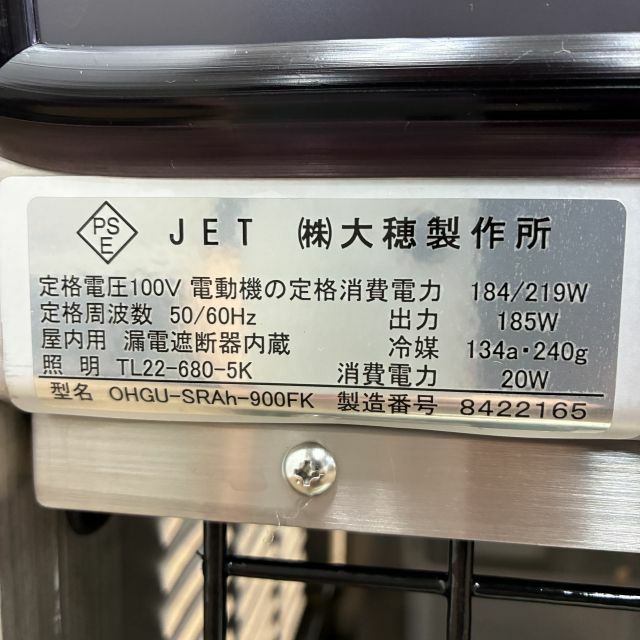 PS
E
JET ㈱大穂製作所
定格電圧100V 電動機の定格消費電力 184/219W
定格周波数 50/60Hz 出力 185W
屋内用 漏電遮断器内蔵 冷媒 134a・240g
照明 TL22-680-5K 消費電力 20W
型名 OHGU-SRAh-900FK 製造番号 8422165